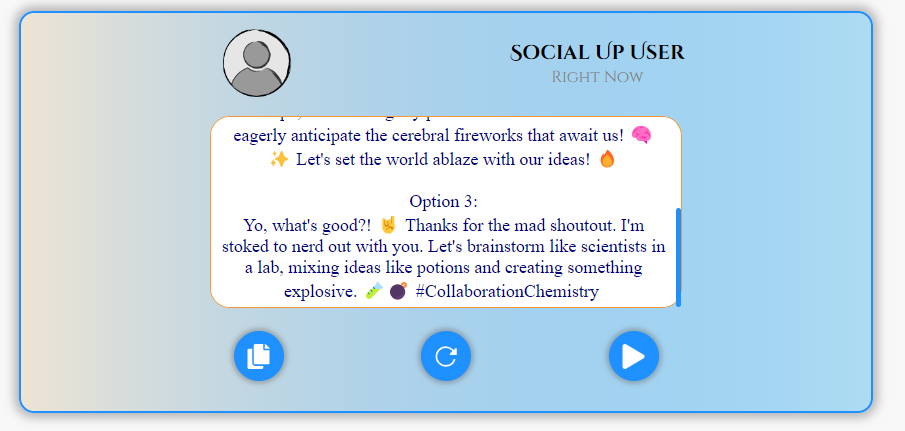 Social Up User
Right Now
eagerly anticipate the cerebral fireworks that await us! 🧠
✨ Let's set the world ablaze with our ideas! 🔥
Option 3:
Yo, what's good?! 🤘 Thanks for the mad shoutout. I'm
stoked to nerd out with you. Let's brainstorm like scientists in
a lab, mixing ideas like potions and creating something
explosive. 🧪💣 #CollaborationChemistry